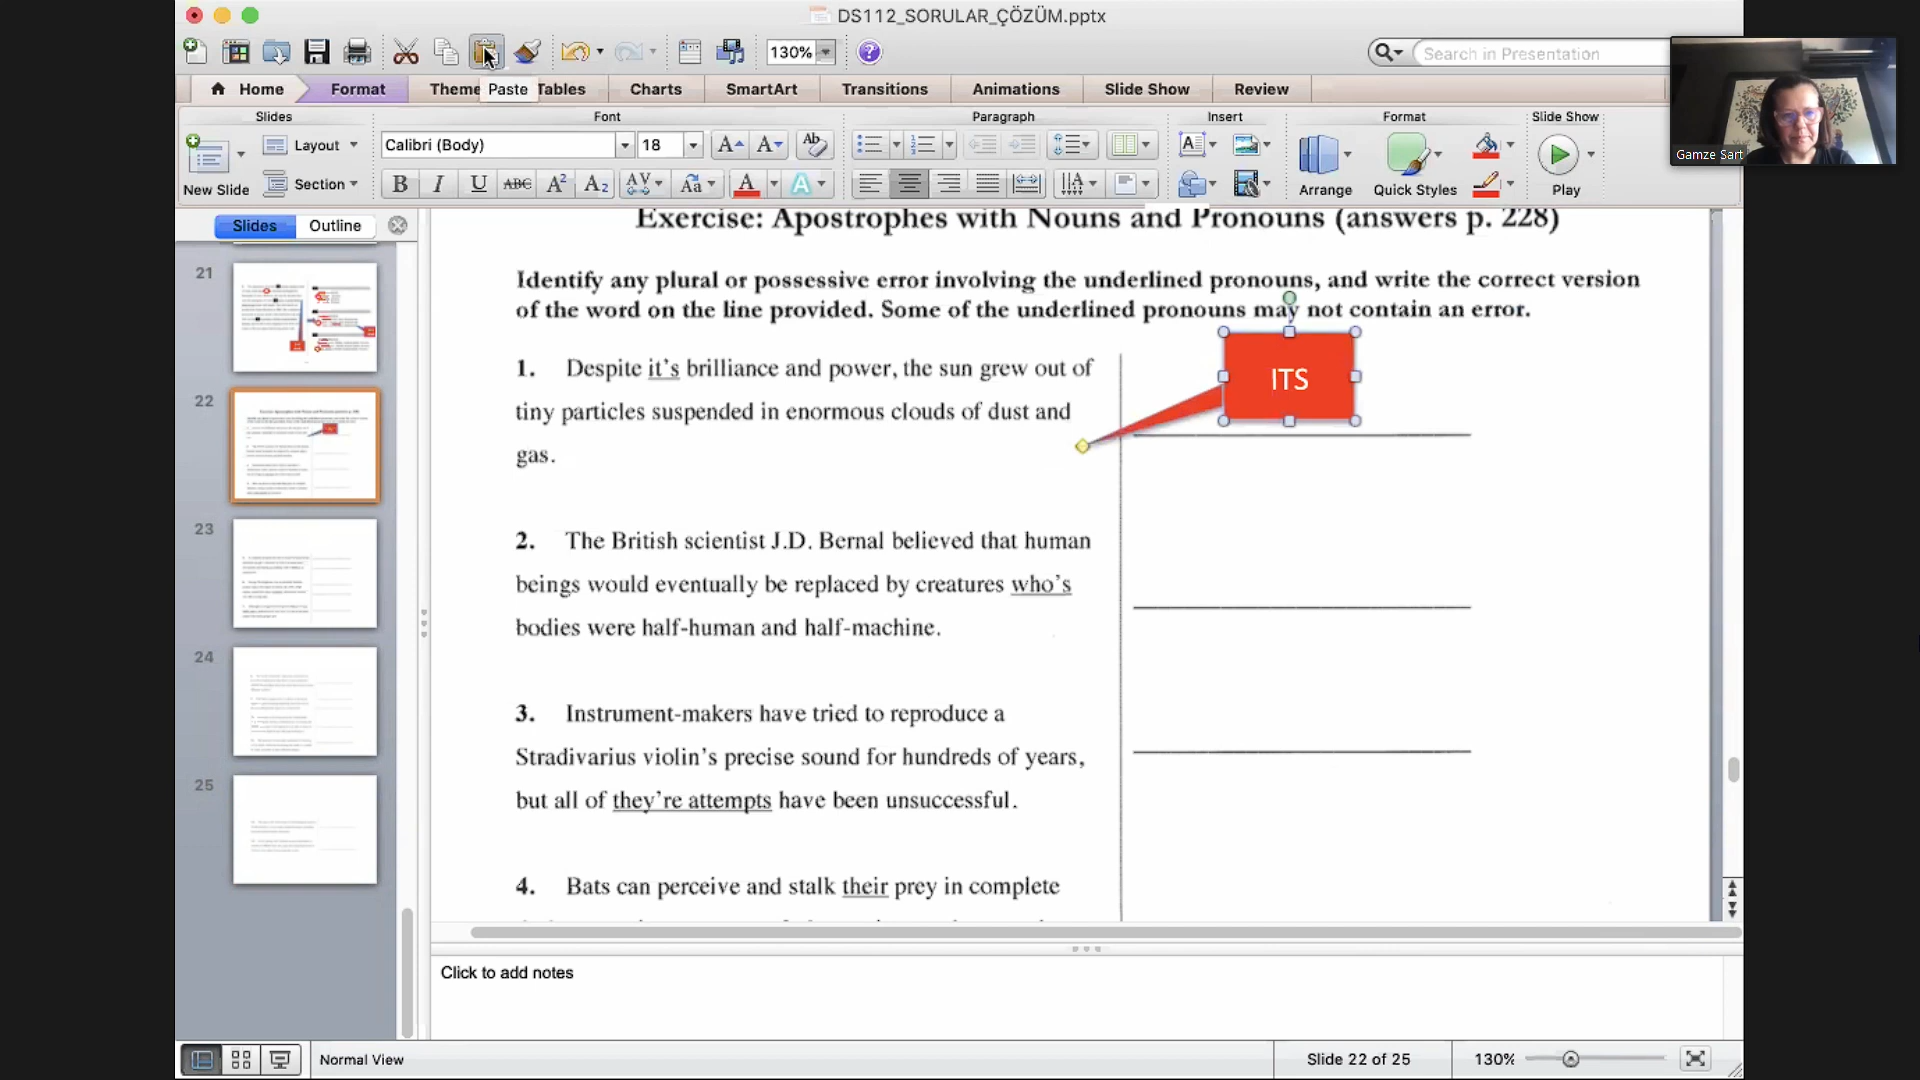 DS112_SORULAR_ÇÖZÜM.pptx
130%
Search in Presentation
Home
Format
Theme
Paste
Tables
Charts
SmartArt
Transitions
Animations
Slide Show
Review
Slides
Font
Paragraph
Insert
Format
Slide Show
Gamze Sart
New Slide
Layout
Section
Calibri (Body)
18
Arrange
Quick Styles
Play
Slides
Outline
21
22
23
24
25
Exercise: Apostrophes with Nouns and Pronouns (answers p. 228)
Identify any plural or possessive error involving the underlined pronouns, and write the correct version
of the word on the line provided. Some of the underlined pronouns may not contain an error.
1. Despite it's brilliance and power, the sun grew out of
tiny particles suspended in enormous clouds of dust and
gas.
ITS
2. The British scientist J.D. Bernal believed that human
beings would eventually be replaced by creatures who's
bodies were half-human and half-machine.
3. Instrument-makers have tried to reproduce a
Stradivarius violin's precise sound for hundreds of years,
but all of they're attempts have been unsuccessful.
4. Bats can perceive and stalk their prey in complete
Click to add notes
Normal View
Slide 22 of 25
130%